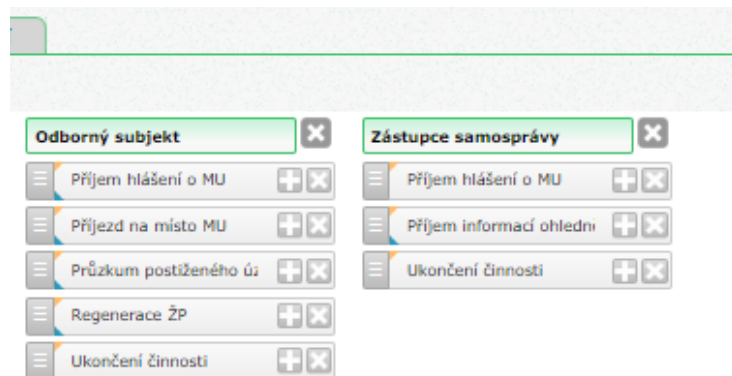 Odborný subjekt
Příjem hlášení o MU
Příjezd na místo MU
Průzkum postiženého
Regenerace ŽP
Ukončení činnosti
Zástupce samosprávy
Příjem hlášení o MU
Příjem informací ohledn
Ukončení činnosti